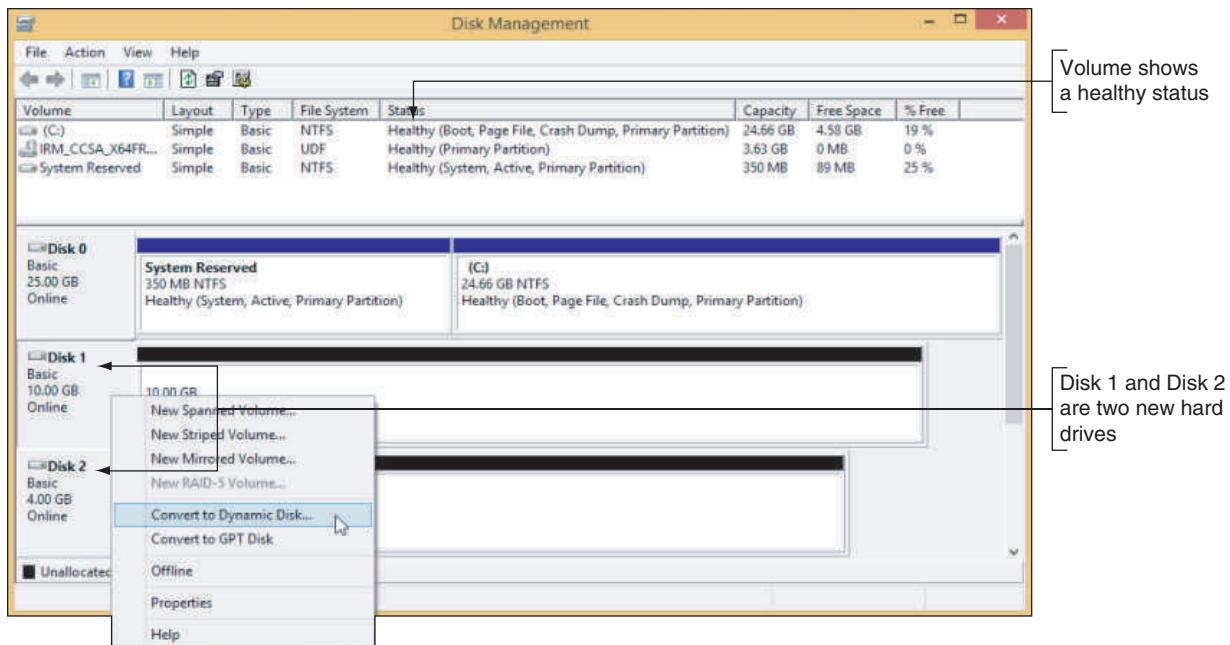 Disk Management
File Action View Help
Volume Layout Type File System Status Capacity Free Space % Free
(C:) Simple Basic NTFS Healthy (Boot, Page File, Crash Dump, Primary Partition) 24.66 GB 4.58 GB 19 %
IRM_CCSA_X64FR... Simple Basic UDF Healthy (Primary Partition) 3.63 GB 0 MB 0 %
System Reserved Simple Basic NTFS Healthy (System, Active, Primary Partition) 350 MB 89 MB 25 %
Volume shows
a healthy status
Disk 0
Basic
25.00 GB
Online
System Reserved
350 MB NTFS
Healthy (System, Active, Primary Partition)
(C:)
24.66 GB NTFS
Healthy (Boot, Page File, Crash Dump, Primary Partition)
Disk 1
Basic
10.00 GB
Online
10.00 GB
Disk 1 and Disk 2
are two new hard
drives
Disk 2
Basic
4.00 GB
Online
New Spanned Volume...
New Striped Volume...
New Mirrored Volume...
New RAID-5 Volume...
Convert to Dynamic Disk...
Convert to GPT Disk
Offline
Properties
Help